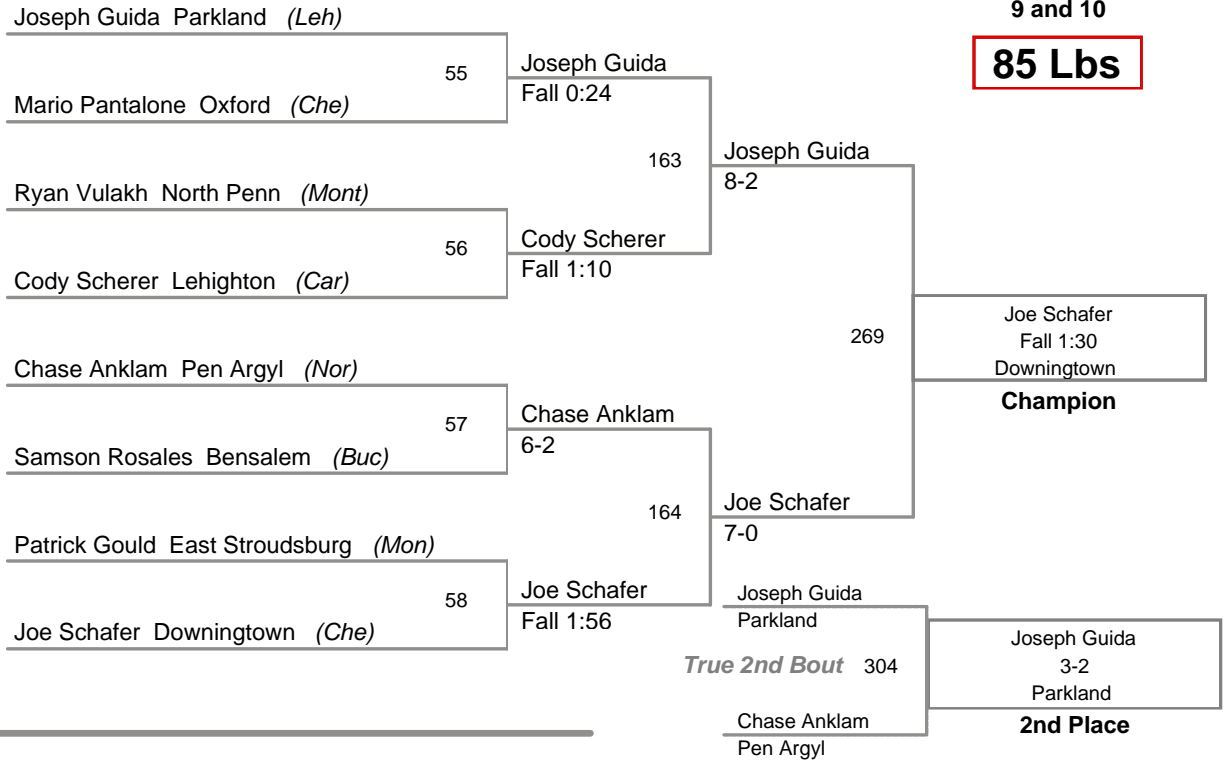 9 and 10
85 Lbs
Joseph Guida Parkland (Leh)
55
Mario Pantalone Oxford (Che)
Joseph Guida
Fall 0:24
163
Ryan Vulakh North Penn (Mont)
56
Cody Scherer Lehighton (Car)
Cody Scherer
Fall 1:10
Joseph Guida
8-2
269
Chase Anklam Pen Argyl (Nor)
57
Samson Rosales Bensalem (Buc)
Chase Anklam
6-2
164
Patrick Gould East Stroudsburg (Mon)
58
Joe Schafer Downingtown (Che)
Joe Schafer
Fall 1:56
Joe Schafer
7-0
Joe Schafer
Fall 1:30
Downingtown
Champion
Joseph Guida
Parkland
True 2nd Bout 304
Chase Anklam
Pen Argyl
Joseph Guida
3-2
Parkland
2nd Place